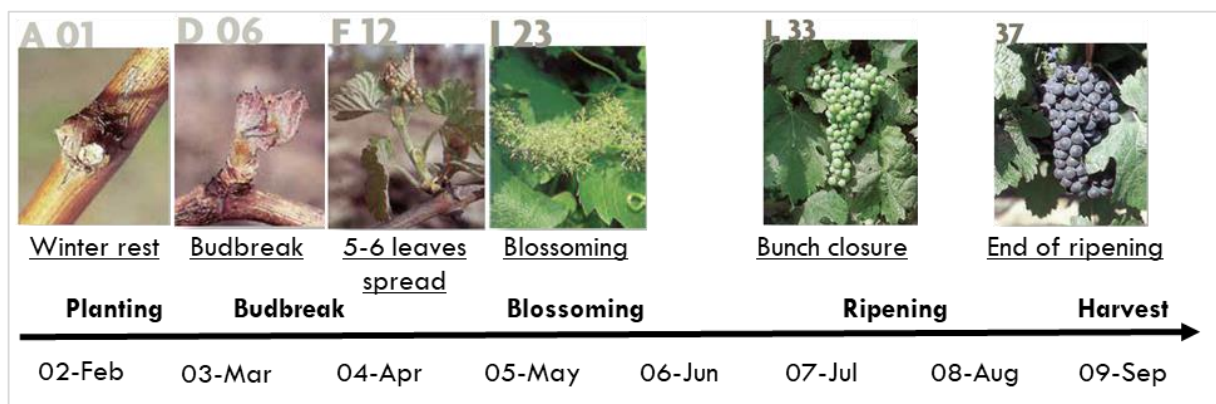 A 01
D 06
F 12
I 23
L 33
37
Winter rest
Budbreak
5-6 leaves
spread
Blossoming
Bunch closure
End of ripening
Planting
Budbreak
Blossoming
Ripening
Harvest
02-Feb
03-Mar
04-Apr
05-May
06-Jun
07-Jul
08-Aug
09-Sep